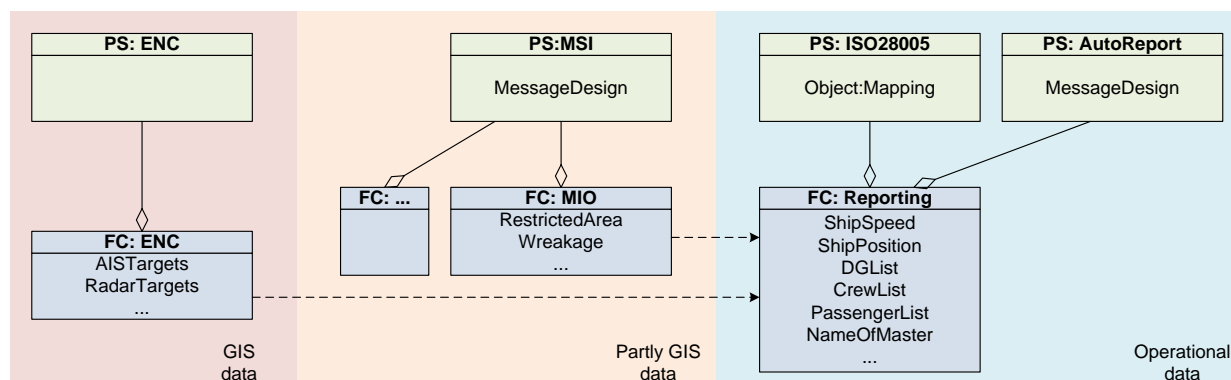 PS: ENC
PS:MSI
MessageDesign
PS: ISO28005
Object:Mapping
PS: AutoReport
MessageDesign
FC: ENC
AISTargets
RadarTargets
...
FC: ...
FC: MIO
RestrictedArea
Wreakage
...
FC: Reporting
ShipSpeed
ShipPosition
DGList
CrewList
PassengerList
NameOfMaster
...
GIS
data
Partly GIS
data
Operational
data